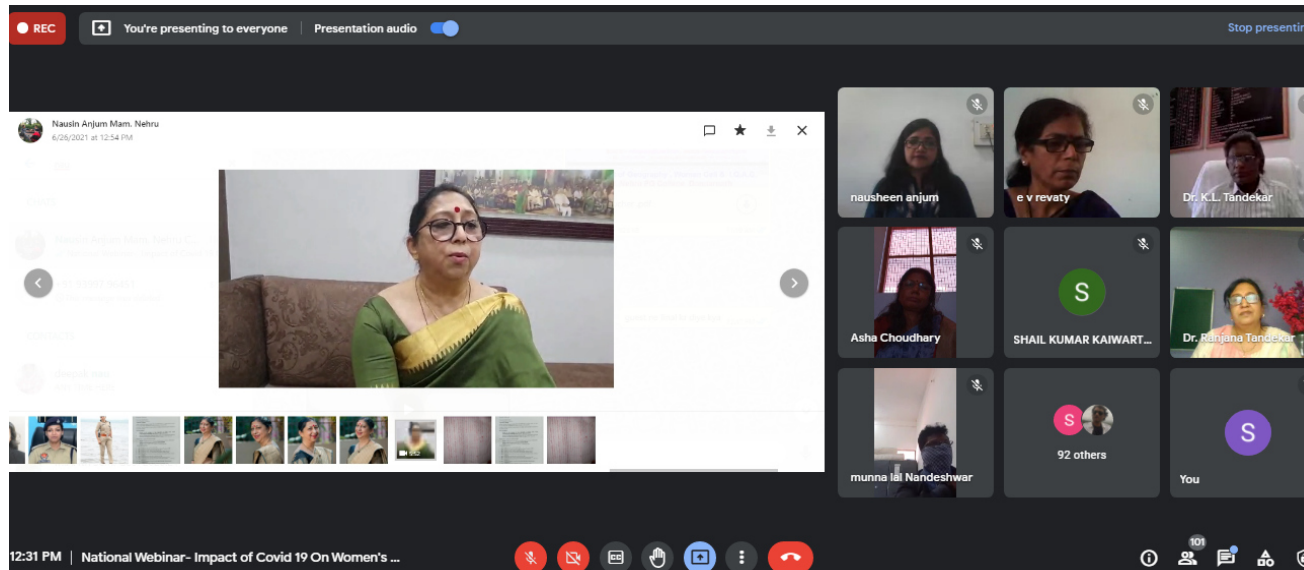 REC
You're presenting to everyone
Presentation audio
Stop presentin
Nausin Anjum Mam. Nehru
6/26/2021 at 12:54 PM
nausheen anjum
e v revaty
Dr. K.L. Tandekar
Asha Choudhary
S
SHAIL KUMAR KAIWART...
Dr. Ranjana Tandekar
munna lal Nandeshwar
S
92 others
S
You
12:31 PM | National Webinar- Impact of Covid 19 On Women's ...
CC
101